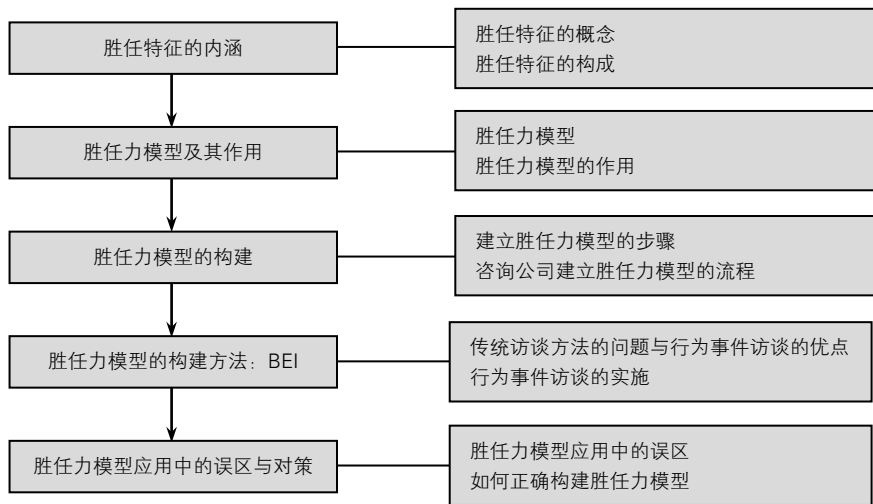 胜任特征的内涵
胜任特征的概念
胜任特征的构成
胜任力模型及其作用
胜任力模型
胜任力模型的作用
胜任力模型的构建
建立胜任力模型的步骤
咨询公司建立胜任力模型的流程
胜任力模型的构建方法：BEI
传统访谈方法的问题与行为事件访谈的优点
行为事件访谈的实施
胜任力模型应用中的误区与对策
胜任力模型应用中的误区
如何正确构建胜任力模型